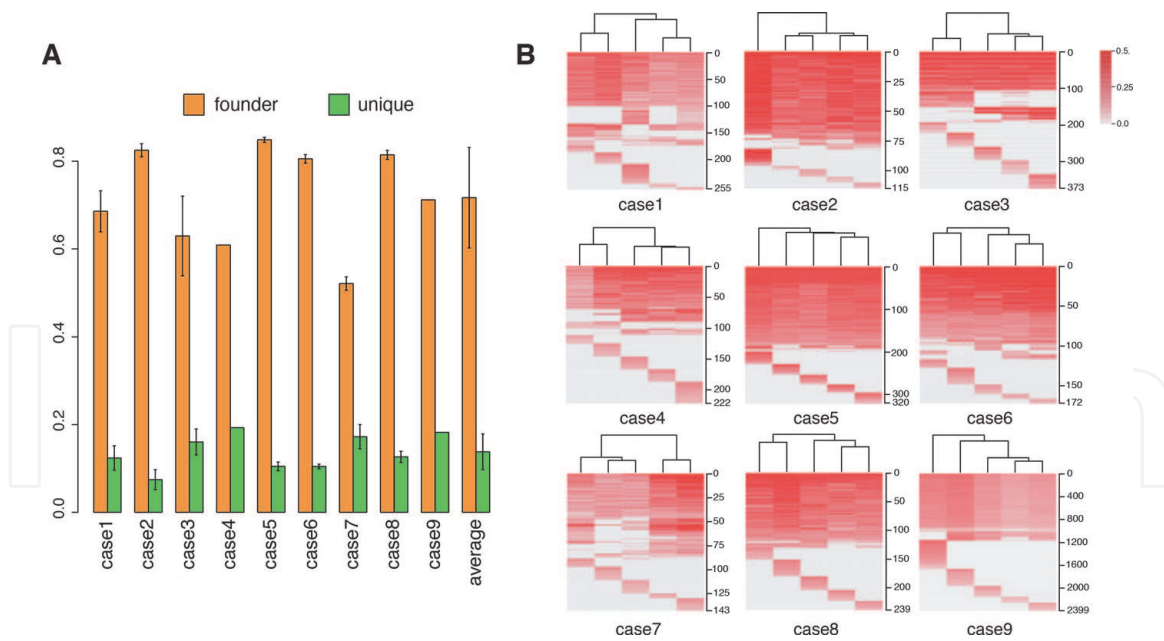 A
founder
unique
0.8
0.6
0.4
0.2
0.0
case1
case2
case3
case4
case5
case6
case7
case8
case9
average
B
0
50
100
150
200
255
case1
0
25
50
75
100
115
case2
0
100
200
300
373
case3
0.5
0.25
0.0
0
50
100
150
200
222
case4
0
100
200
300
320
case5
0
50
100
150
172
case6
0
25
50
75
100
125
143
case7
0
50
100
150
200
239
case8
0
400
800
1200
1600
2000
2399
case9